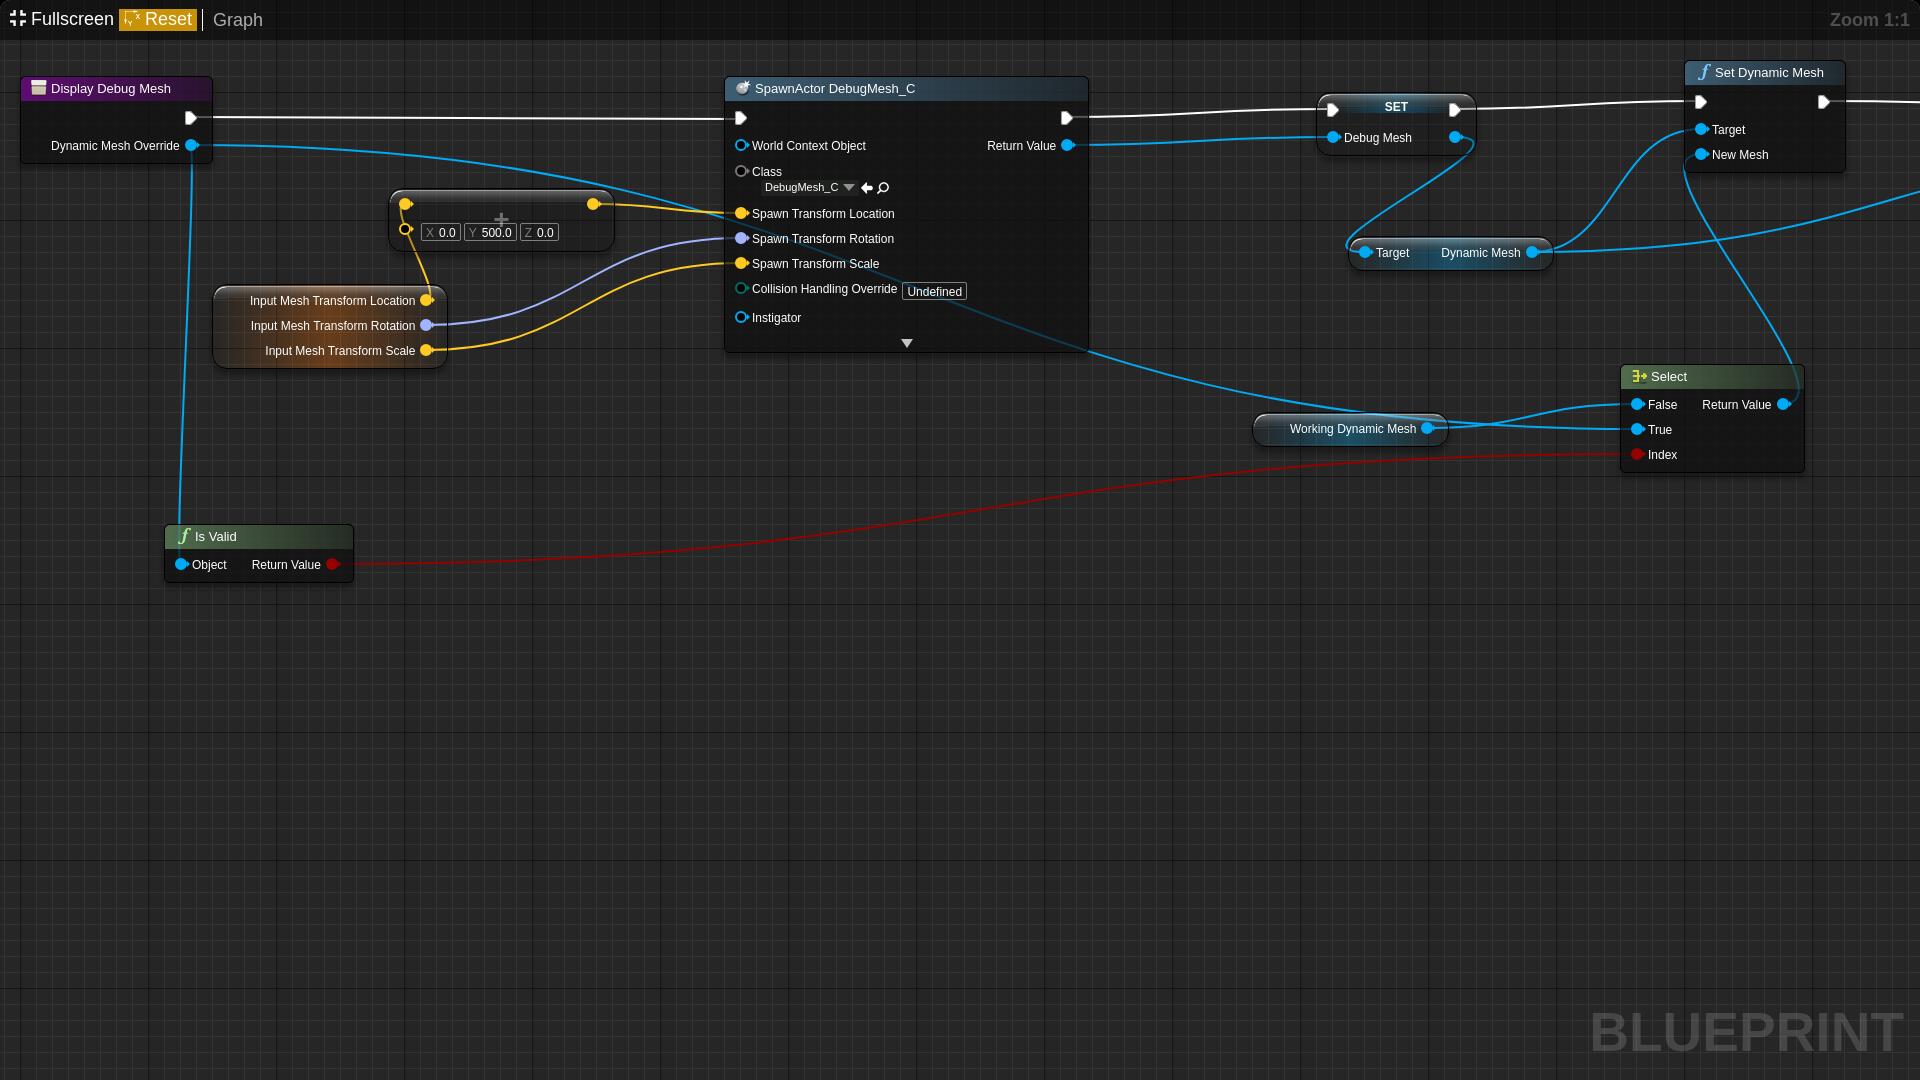 Fullscreen Reset Graph
Zoom 1:1
Display Debug Mesh
Dynamic Mesh Override
X 0.0 Y 500.0 Z 0.0
Input Mesh Transform Location
Input Mesh Transform Rotation
Input Mesh Transform Scale
SpawnActor DebugMesh_C
World Context Object Return Value
Class
DebugMesh_C
Spawn Transform Location
Spawn Transform Rotation
Spawn Transform Scale
Collision Handling Override Undefined
Instigator
SET
Debug Mesh
Set Dynamic Mesh
Target
New Mesh
Target Dynamic Mesh
Working Dynamic Mesh
Select
False Return Value
True
Index
Is Valid
Object Return Value
BLUEPRINT